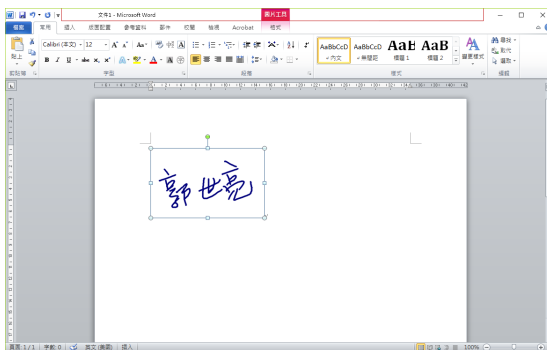 文件1 - Microsoft Word
圖片工具
檔案 常用 插入 版面配置 參考資料 郵件 校閱 檢視 Acrobat 格式
貼上
Calibri (本文) 12
B I U abc x₂ x²
AaBbCcD AaBbCcD AaBb AaB
內文 無間距 標題 1 標題 2
變更樣式
尋找
取代
選取
剪貼簿 字型 段落 樣式 編輯
郭世亮
頁面: 1/1 字數: 0 英文 (美國) 插入 100%